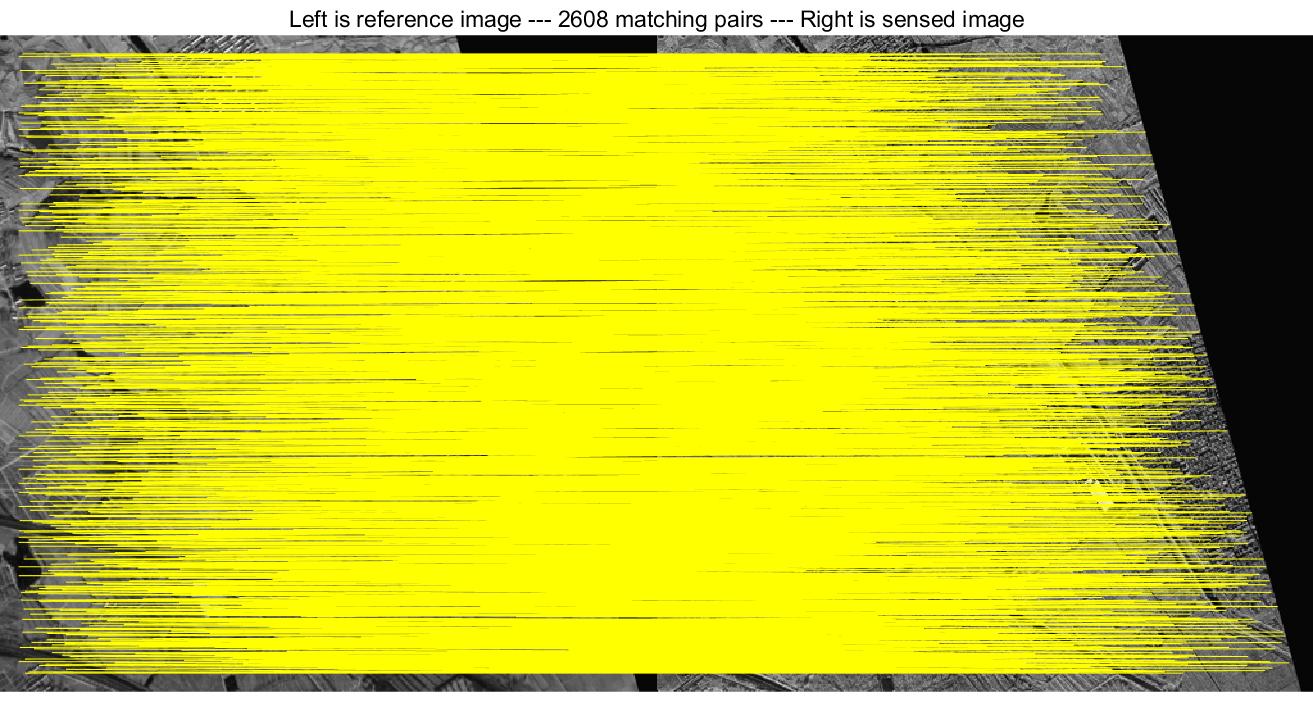 Left is reference image --- 2608 matching pairs --- Right is sensed image